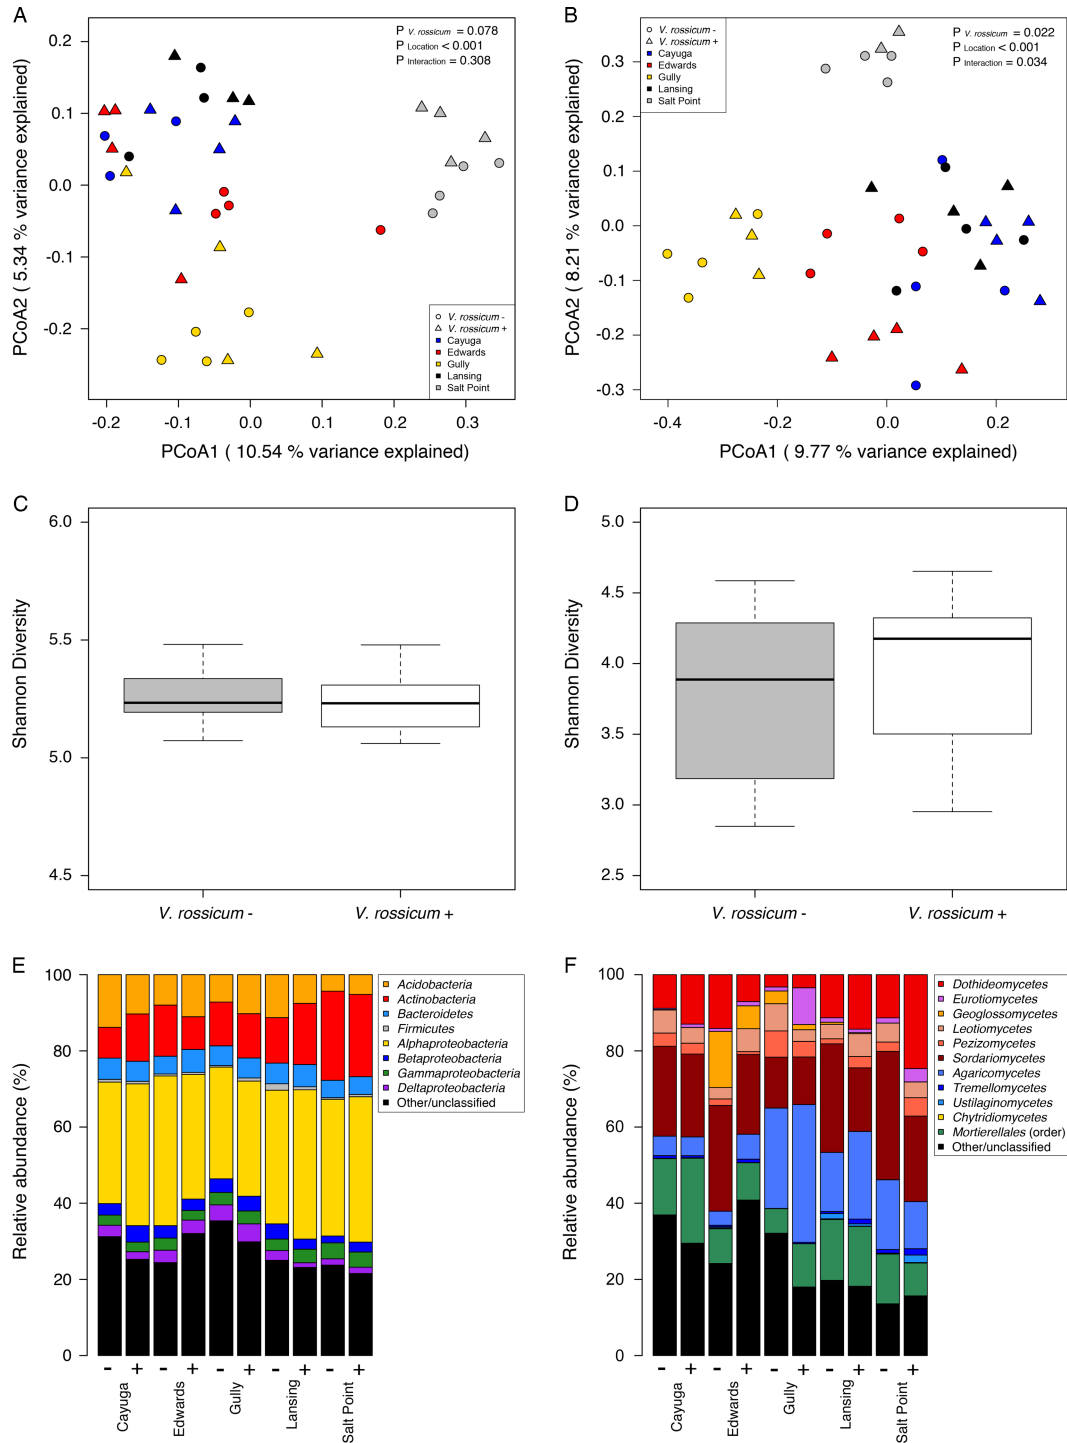 A
P V. rossicum = 0.078
P Location < 0.001
P Interaction = 0.308
0.2
0.1
0.0
-0.1
-0.2
PCoA2 ( 5.34 % variance explained)
V. rossicum -
V. rossicum +
Cayuga
Edwards
Gully
Lansing
Salt Point
-0.2 -0.1 0.0 0.1 0.2 0.3
PCoA1 ( 10.54 % variance explained)
B
V. rossicum -
V. rossicum +
Cayuga
Edwards
Gully
Lansing
Salt Point
P V. rossicum = 0.022
P Location < 0.001
P Interaction = 0.034
0.3
0.2
0.1
0.0
-0.1
-0.2
-0.3
PCoA2 ( 8.21 % variance explained)
-0.4 -0.2 0.0 0.2
PCoA1 ( 9.77 % variance explained)
C
6.0
5.5
5.0
4.5
Shannon Diversity
V. rossicum - V. rossicum +
D
5.0
4.5
4.0
3.5
3.0
2.5
Shannon Diversity
V. rossicum - V. rossicum +
E
100
80
60
40
20
0
Relative abundance (%)
Acidobacteria
Actinobacteria
Bacteroidetes
Firmicutes
Alphaproteobacteria
Betaproteobacteria
Gammaproteobacteria
Deltaproteobacteria
Other/unclassified
- + - + - + - + - +
Cayuga
Edwards
Gully
Lansing
Salt Point
F
100
80
60
40
20
0
Relative abundance (%)
Dothideomycetes
Eurotiomycetes
Geoglossomycetes
Leotiomycetes
Pezizomycetes
Sordariomycetes
Agaricomycetes
Tremellomycetes
Ustilaginomycetes
Chytridiomycetes
Mortierellales (order)
Other/unclassified
- + - + - + - + - +
Cayuga
Edwards
Gully
Lansing
Salt Point